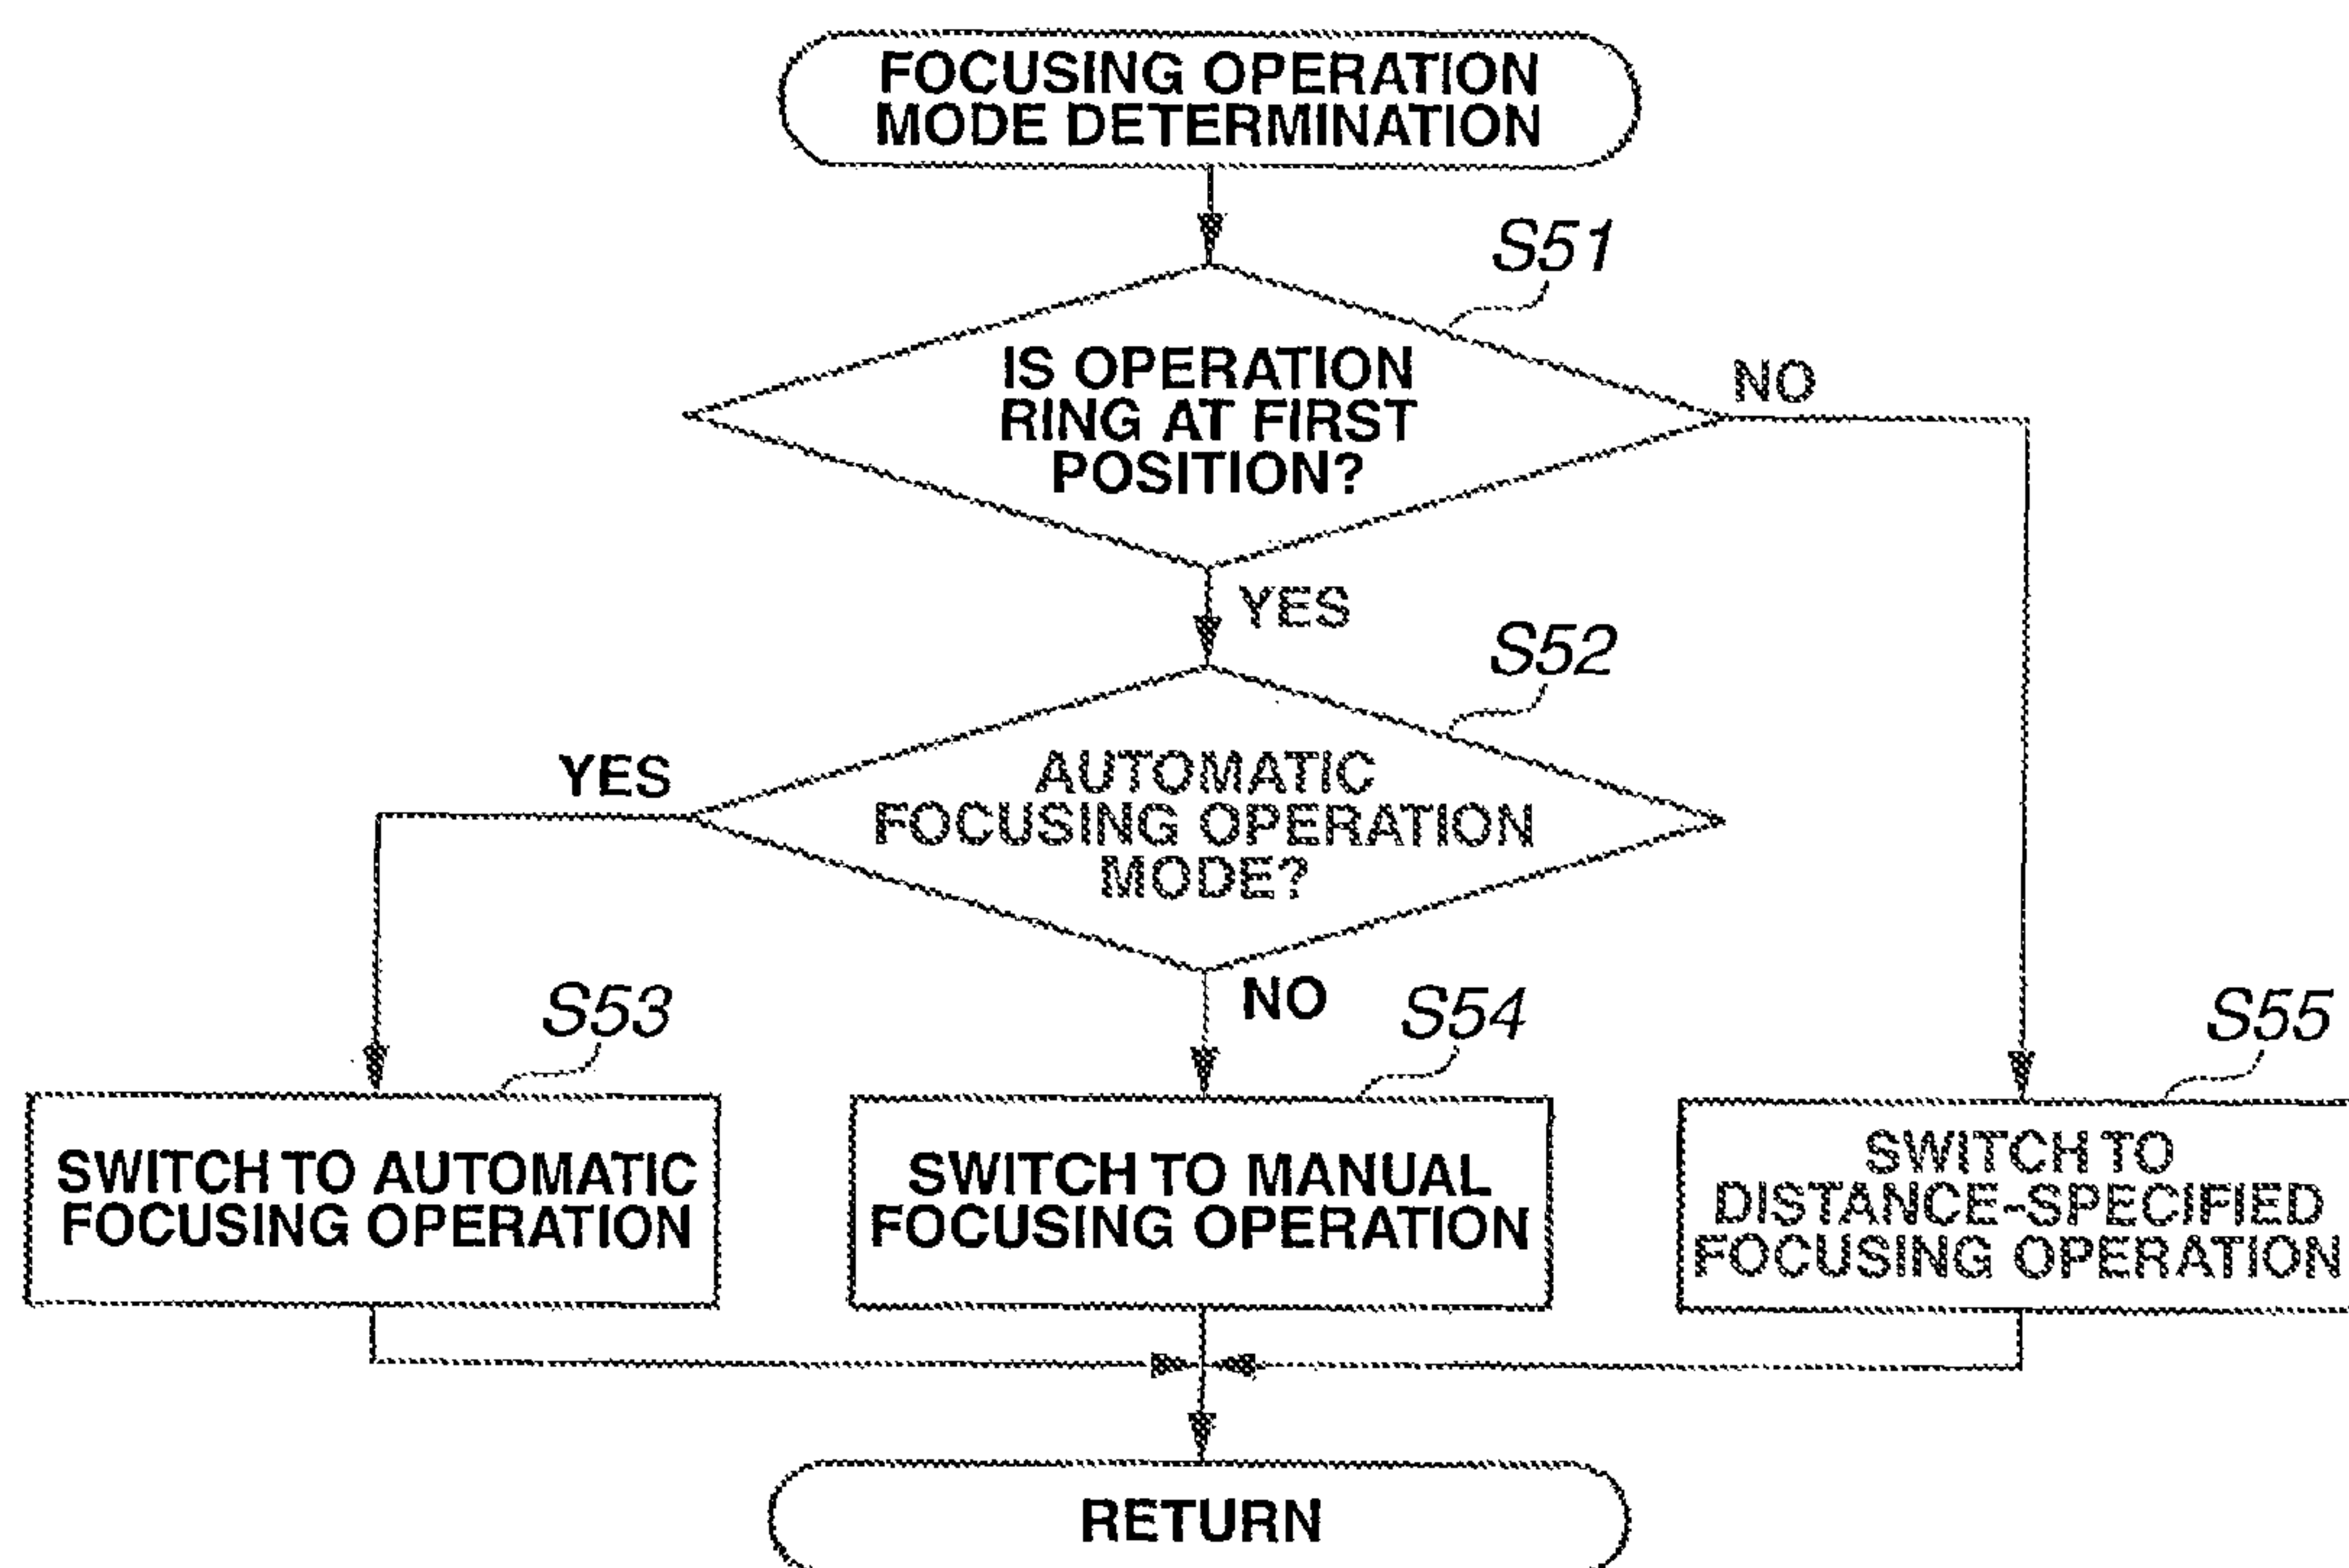 FOCUSING OPERATION
MODE DETERMINATION
S51
IS OPERATION
RING AT FIRST
POSITION?
NO
YES
S52
AUTOMATIC
FOCUSING OPERATION
MODE?
YES
NO
S53
S54
S55
SWITCH TO AUTOMATIC
FOCUSING OPERATION
SWITCH TO MANUAL
FOCUSING OPERATION
SWITCH TO
DISTANCE-SPECIFIED
FOCUSING OPERATION
RETURN